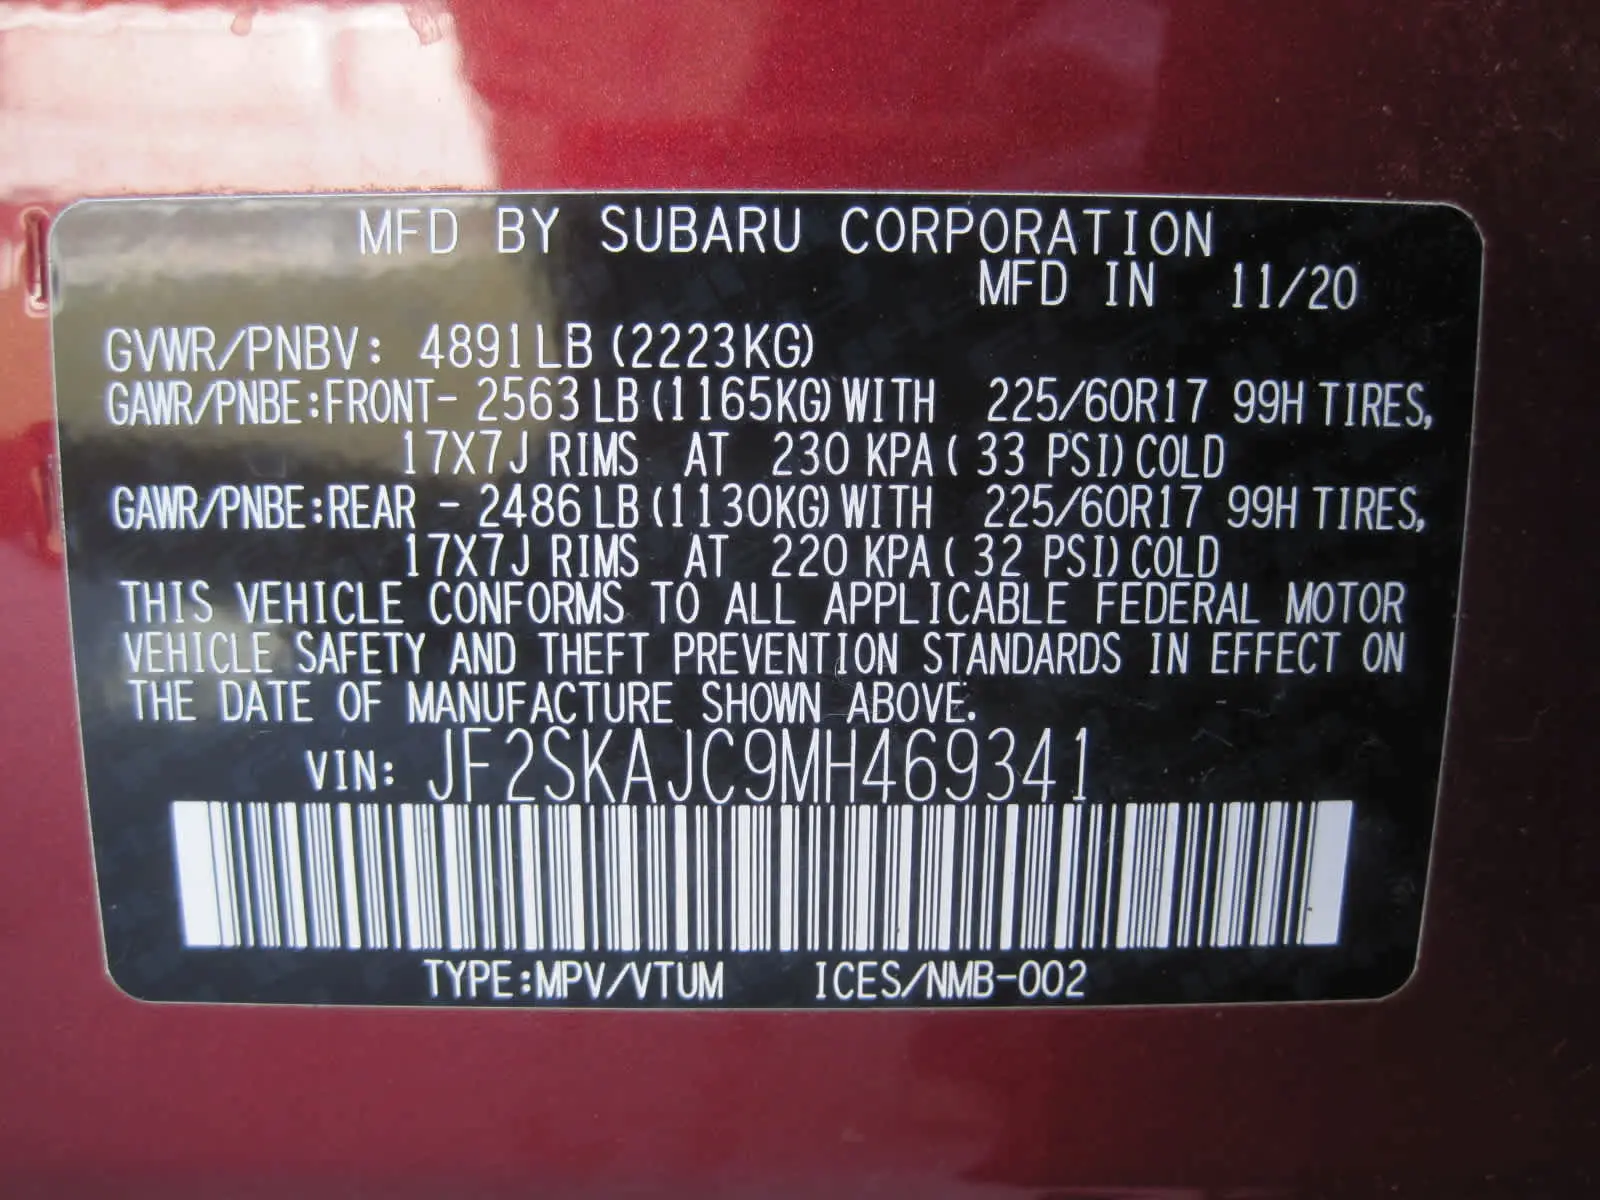 MFD BY SUBARU CORPORATION
MFD IN 11/20
GVWR/PNBV: 4891LB (2223KG)
GAWR/PNBE:FRONT- 2563 LB (1165KG) WITH 225/60R17 99H TIRES,
17X7J RIMS AT 230 KPA ( 33 PSI) COLD
GAWR/PNBE:REAR - 2486 LB (1130KG) WITH 225/60R17 99H TIRES,
17X7J RIMS AT 220 KPA ( 32 PSI) COLD
THIS VEHICLE CONFORMS TO ALL APPLICABLE FEDERAL MOTOR
VEHICLE SAFETY AND THEFT PREVENTION STANDARDS IN EFFECT ON
THE DATE OF MANUFACTURE SHOWN ABOVE.
VIN: JF2SKAJC9MH469341
TYPE:MPV/VTUM ICES/NMB-002